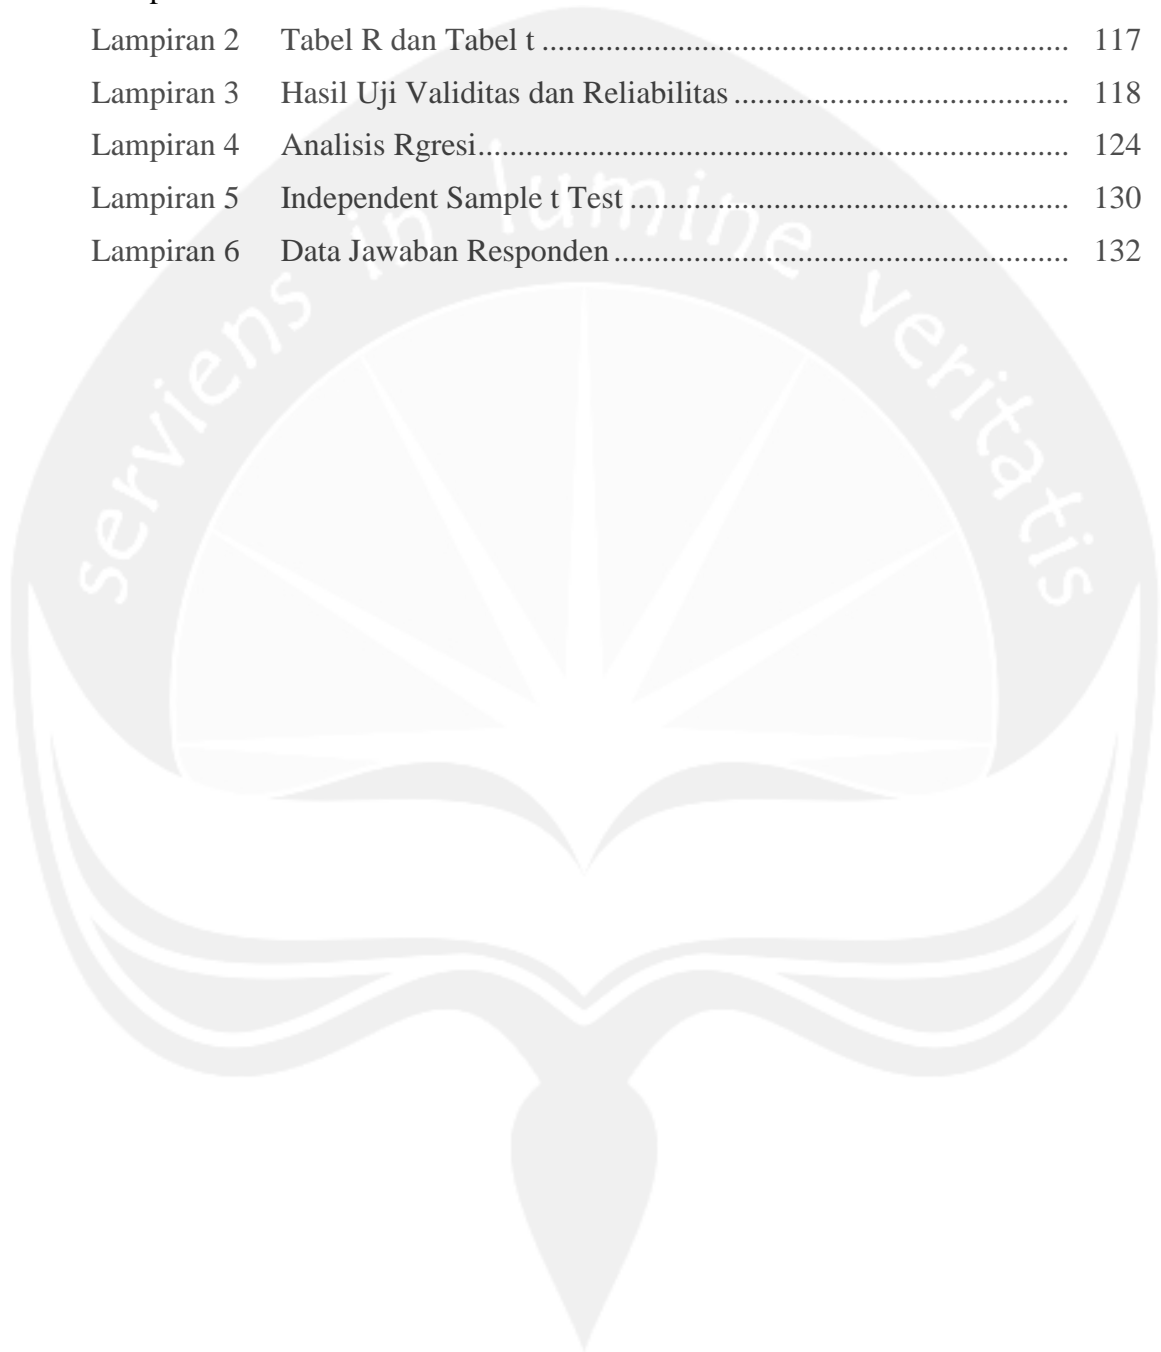 Lampiran 2 Tabel R dan Tabel t ................................................................. 117
Lampiran 3 Hasil Uji Validitas dan Reliabilitas ......................................... 118
Lampiran 4 Analisis Rgresi......................................................................... 124
Lampiran 5 Independent Sample t Test ...................................................... 130
Lampiran 6 Data Jawaban Responden ........................................................ 132
serviens in lumine veritatis